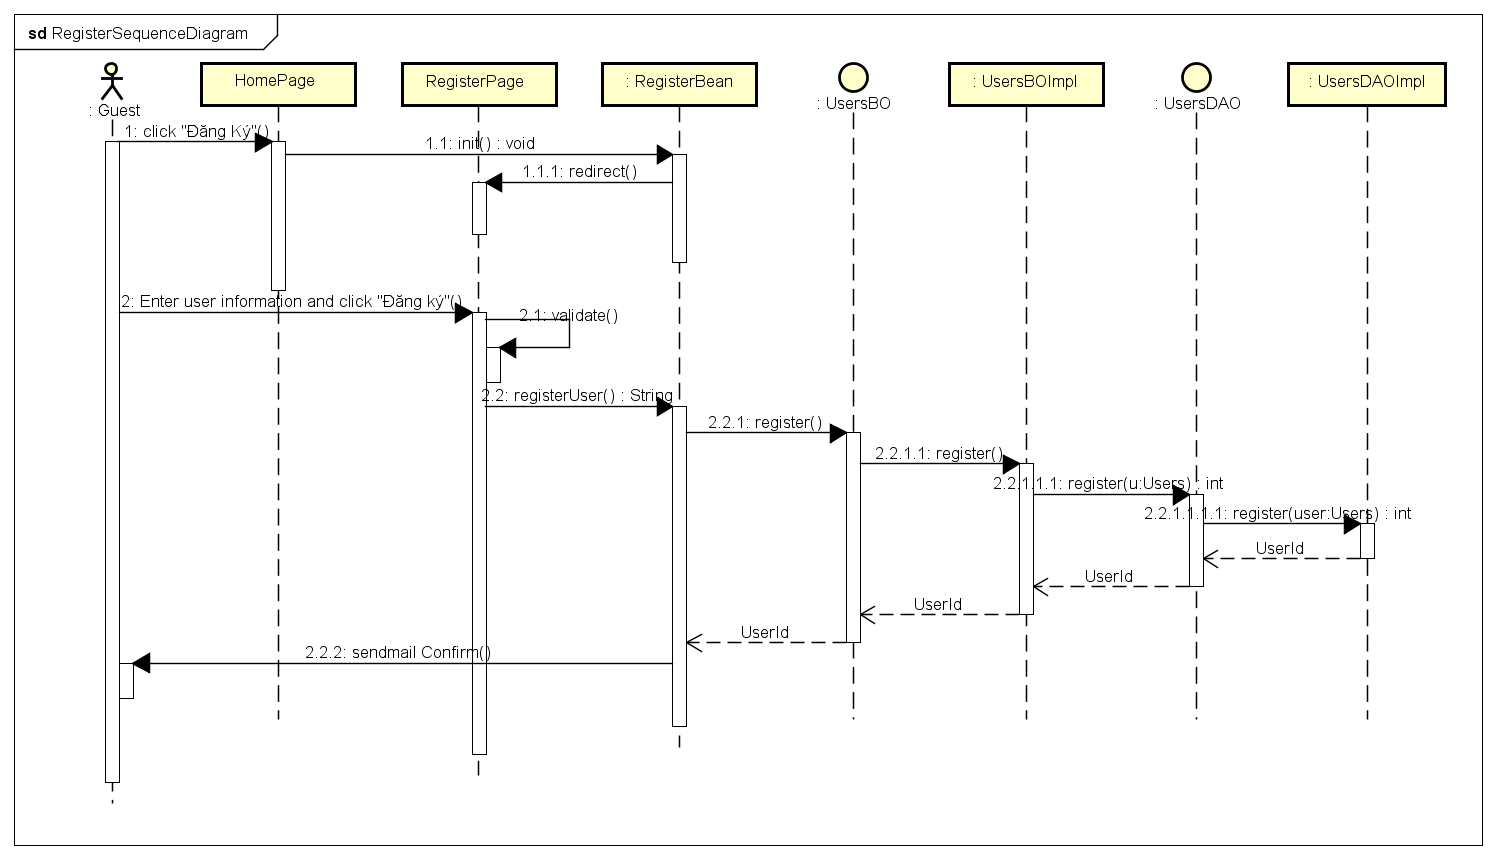 sd RegisterSequenceDiagram
: Guest
HomePage
RegisterPage
: RegisterBean
: UsersBO
: UsersBOImpl
: UsersDAO
: UsersDAOImpl
1: click "Đăng Ký"()
1.1: init() : void
1.1.1: redirect()
2: Enter user information and click "Đăng ký"()
2.1: validate()
2.2: registerUser() : String
2.2.1: register()
2.2.1.1: register()
2.2.1.1.1: register(u:Users) : int
2.2.1.1.1.1: register(user:Users) : int
UserId
UserId
UserId
UserId
2.2.2: sendmail Confirm()